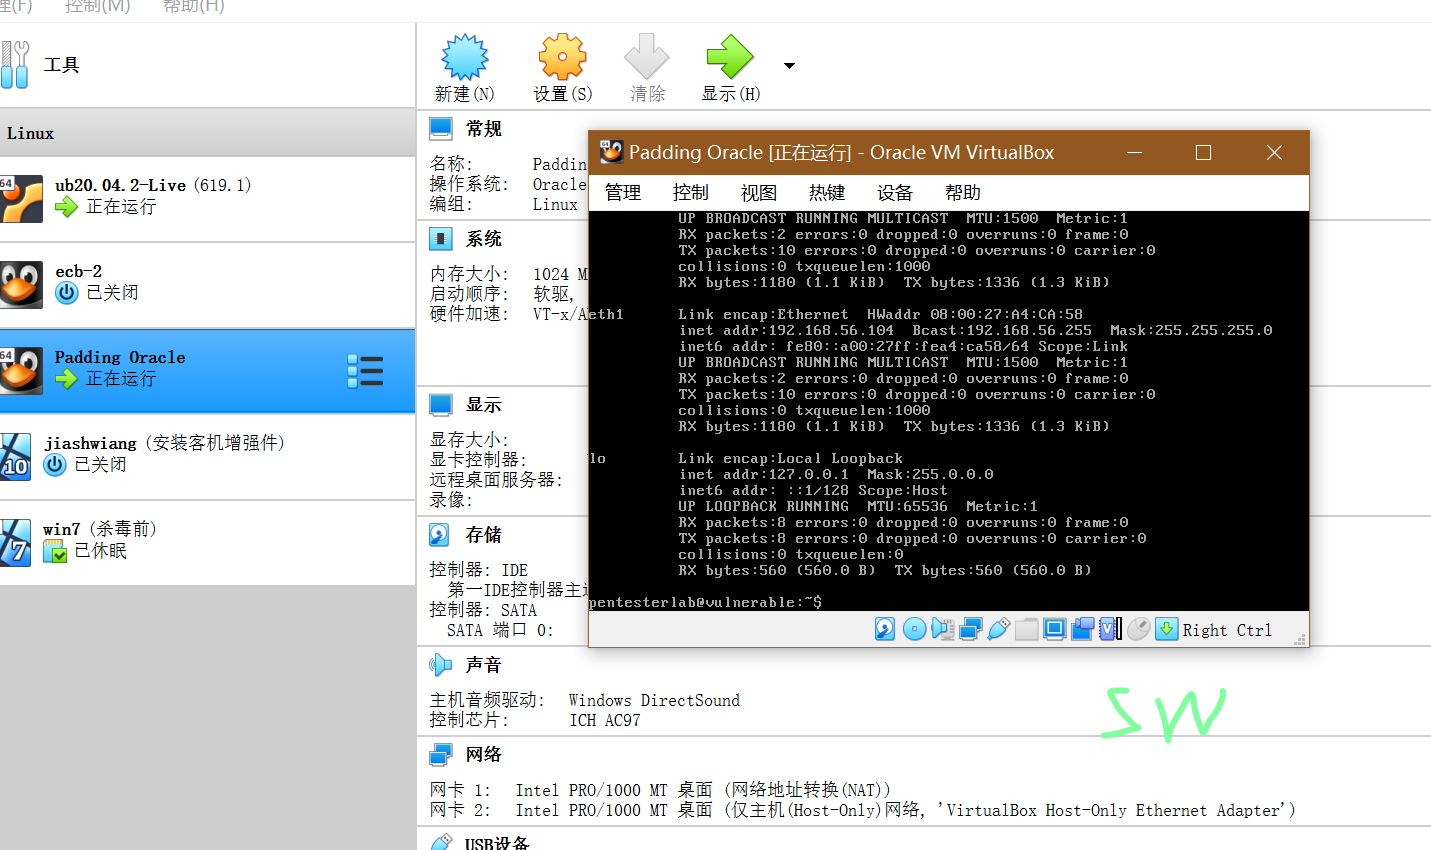 理(F) 控制(M) 帮助(H)
工具
新建(N) 设置(S) 清除 显示(H)
Linux
ub20.04.2-Live (619.1)
正在运行
ecb-2
已关闭
Padding Oracle
正在运行
jiashwiang (安装客机增强件)
已关闭
win7 (杀毒前)
已休眠
常规
名称: Paddin
操作系统: Oracle
编组: Linux
系统
内存大小: 1024 M
启动顺序: 软驱,
硬件加速: VT-x/A
显示
显存大小:
显卡控制器:
远程桌面服务器:
录像:
存储
控制器: IDE
第一IDE控制器主
控制器: SATA
SATA 端口 0:
声音
主机音频驱动: Windows DirectSound
控制芯片: ICH AC97
网络
网卡 1: Intel PRO/1000 MT 桌面 (网络地址转换(NAT))
网卡 2: Intel PRO/1000 MT 桌面 (仅主机(Host-Only)网络, 'VirtualBox Host-Only Ethernet Adapter')
USB设备
Padding Oracle [正在运行] - Oracle VM VirtualBox
管理 控制 视图 热键 设备 帮助
UP BROADCAST RUNNING MULTICAST MTU:1500 Metric:1
RX packets:2 errors:0 dropped:0 overruns:0 frame:0
TX packets:10 errors:0 dropped:0 overruns:0 carrier:0
collisions:0 txqueuelen:1000
RX bytes:1180 (1.1 KiB) TX bytes:1336 (1.3 KiB)
eth1 Link encap:Ethernet HWaddr 08:00:27:A4:CA:58
inet addr:192.168.56.104 Bcast:192.168.56.255 Mask:255.255.255.0
inet6 addr: fe80::a00:27ff:fea4:ca58/64 Scope:Link
UP BROADCAST RUNNING MULTICAST MTU:1500 Metric:1
RX packets:2 errors:0 dropped:0 overruns:0 frame:0
TX packets:10 errors:0 dropped:0 overruns:0 carrier:0
collisions:0 txqueuelen:1000
RX bytes:1180 (1.1 KiB) TX bytes:1336 (1.3 KiB)
lo Link encap:Local Loopback
inet addr:127.0.0.1 Mask:255.0.0.0
inet6 addr: ::1/128 Scope:Host
UP LOOPBACK RUNNING MTU:65536 Metric:1
RX packets:8 errors:0 dropped:0 overruns:0 frame:0
TX packets:8 errors:0 dropped:0 overruns:0 carrier:0
collisions:0 txqueuelen:0
RX bytes:560 (560.0 B) TX bytes:560 (560.0 B)
pentesterlab@vulnerable:~$
Right Ctrl